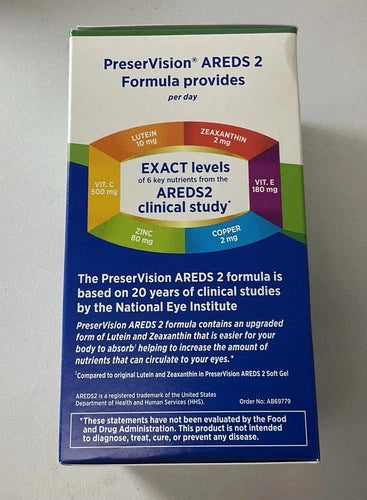 PreserVision® AREDS 2
Formula provides
per day
LUTEIN
10 mg
ZEAXANTHIN
2 mg
VIT. C
500 mg
EXACT levels
of 6 key nutrients from the
AREDS2
clinical study*
VIT. E
180 mg
ZINC
80 mg
COPPER
2 mg
The PreserVision AREDS 2 formula is
based on 20 years of clinical studies
by the National Eye Institute
PreserVision AREDS 2 formula contains an upgraded
form of Lutein and Zeaxanthin that is easier for your
body to absorb† helping to increase the amount of
nutrients that can circulate to your eyes.*
†Compared to original Lutein and Zeaxanthin in PreserVision AREDS 2 Soft Gel
AREDS2 is a registered trademark of the United States
Department of Health and Human Services (HHS).
Order No: AB69779
*These statements have not been evaluated by the Food
and Drug Administration. This product is not intended
to diagnose, treat, cure, or prevent any disease.